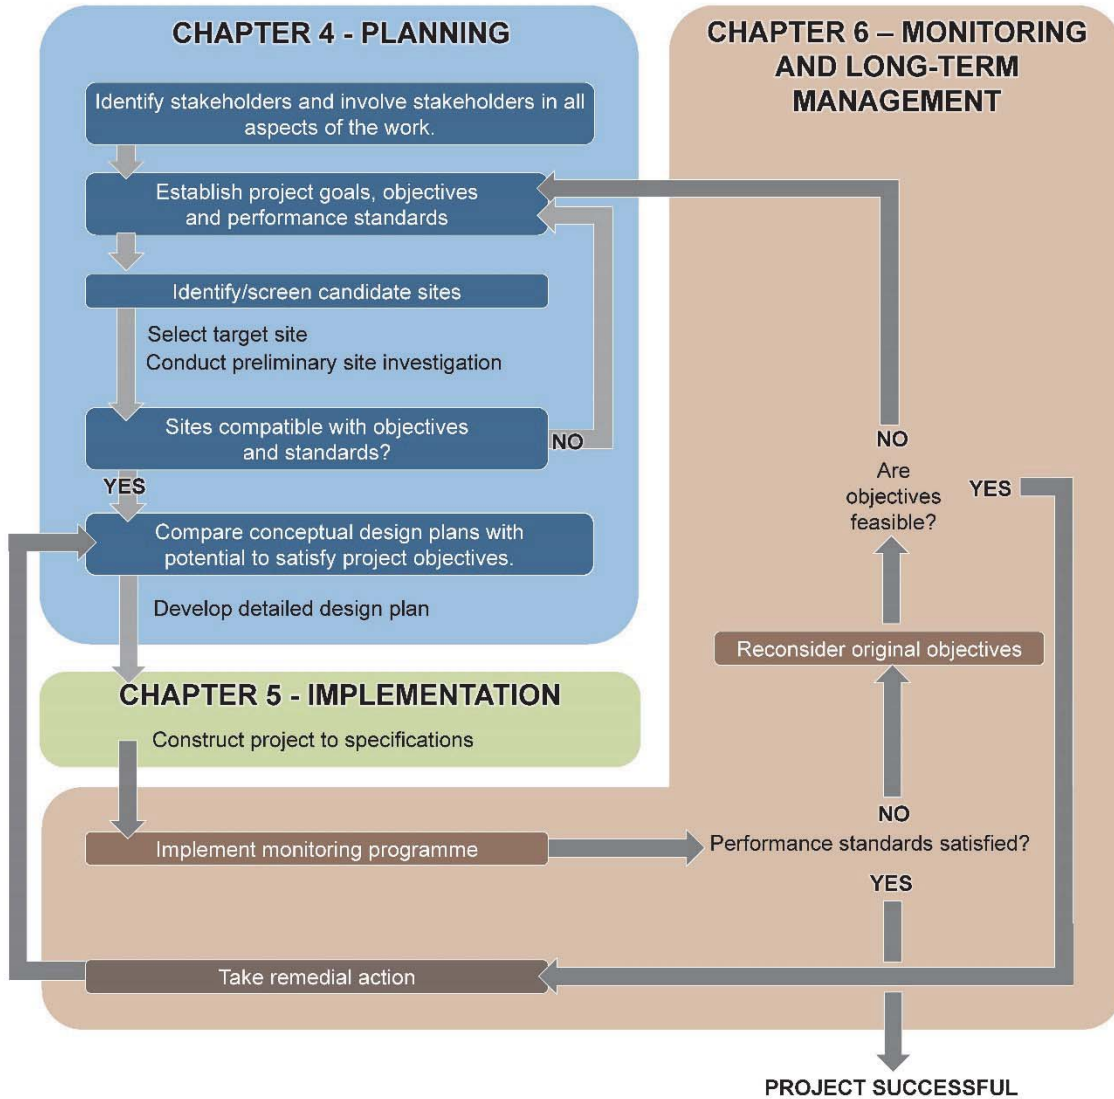 CHAPTER 4 - PLANNING
Identify stakeholders and involve stakeholders in all
aspects of the work.
Establish project goals, objectives
and performance standards
Identify/screen candidate sites
Select target site
Conduct preliminary site investigation
Sites compatible with objectives
and standards?
NO
YES
Compare conceptual design plans with
potential to satisfy project objectives.
Develop detailed design plan
CHAPTER 5 - IMPLEMENTATION
Construct project to specifications
CHAPTER 6 – MONITORING
AND LONG-TERM
MANAGEMENT
NO
Are
objectives
feasible?
YES
Reconsider original objectives
NO
Implement monitoring programme
Performance standards satisfied?
YES
Take remedial action
PROJECT SUCCESSFUL